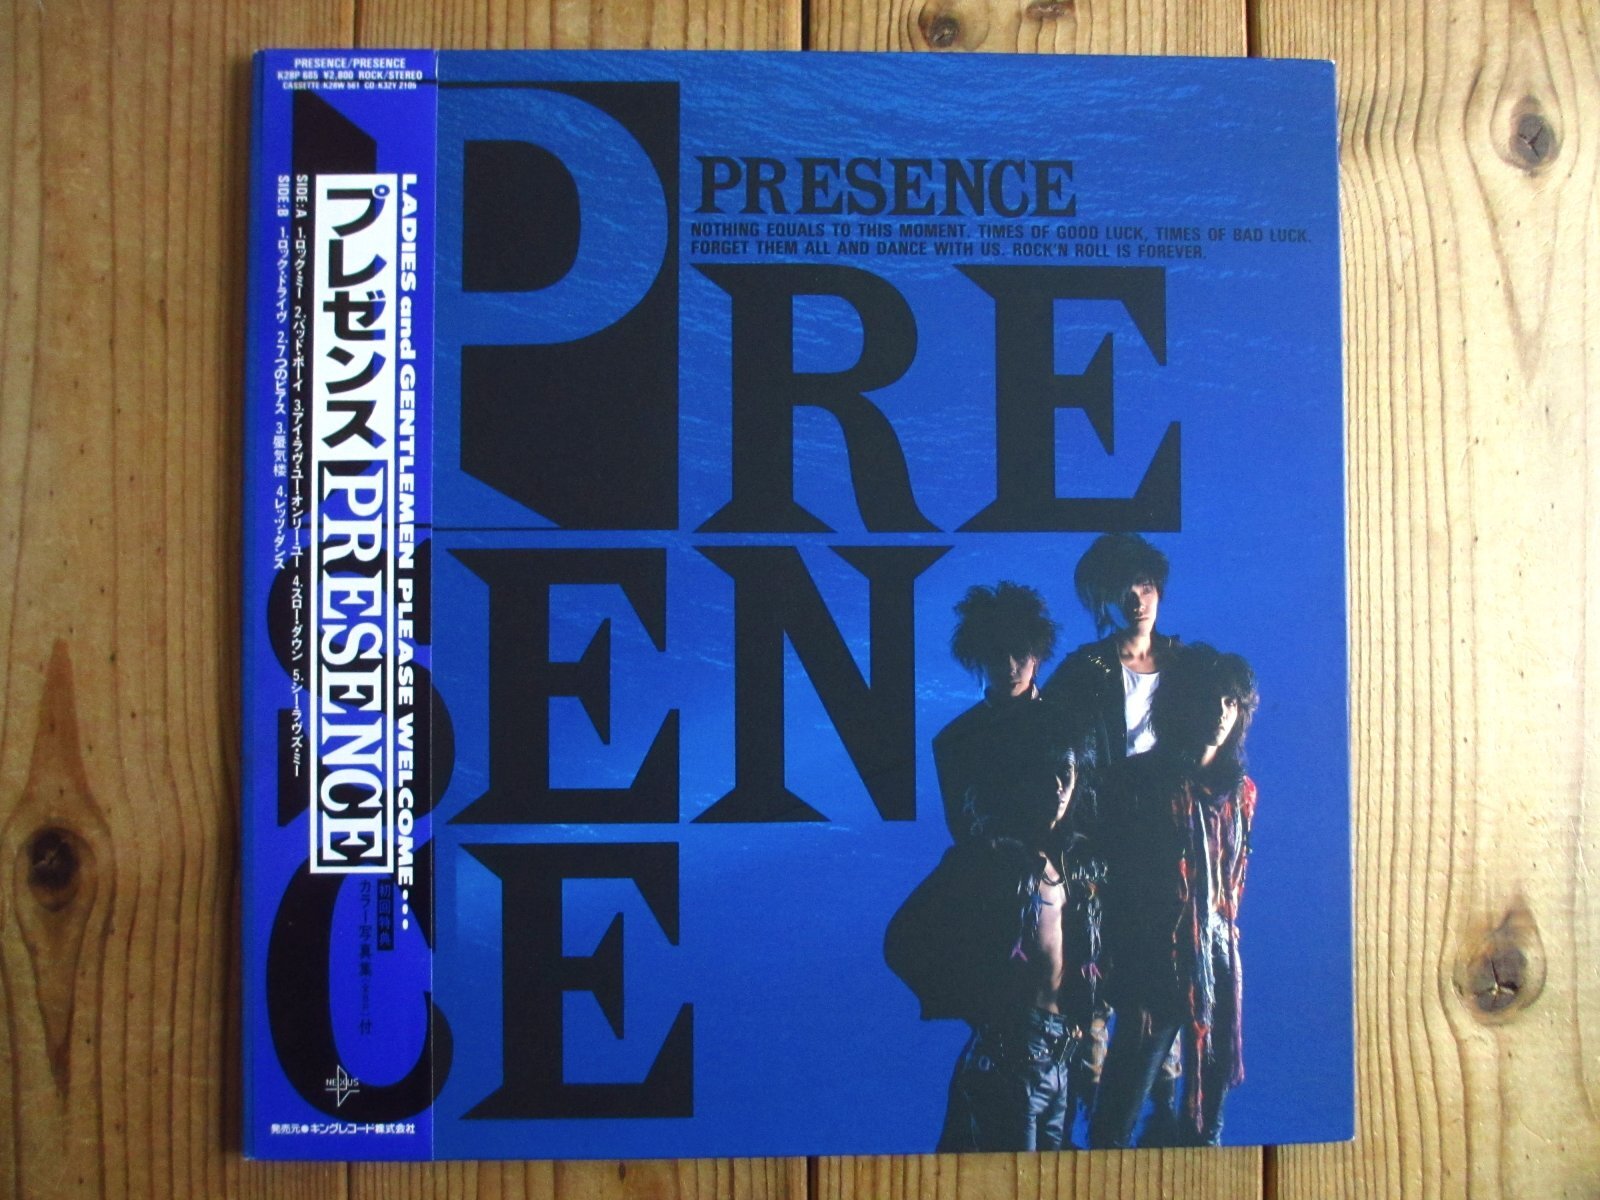 PRESENCE/PRESENCE
K28P 685 ¥2,800 ROCK/STEREO
CASSETTE:K28W 561 CD:K32Y 2105
LADIES and GENTLEMEN PLEASE WELCOME・・・
プレゼンス PRESENCE
SIDE:A 1.ロック・ミー 2.バッド・ボーイ 3.アイ・ラヴ・ユー・オンリー・ユー 4.スロー・ダウン 5.シー・ラヴズ・ミー
SIDE:B 1.ロック・ドライヴ 2.7つのピアス 3.蜃気楼 4.レッツ・ダンス
初回特典
カラー写真集 付
NEXUS
発売元●キングレコード株式会社
PRESENCE
NOTHING EQUALS TO THIS MOMENT. TIMES OF GOOD LUCK, TIMES OF BAD LUCK.
FORGET THEM ALL AND DANCE WITH US. ROCK'N ROLL IS FOREVER.
P
RE
SEN
CE